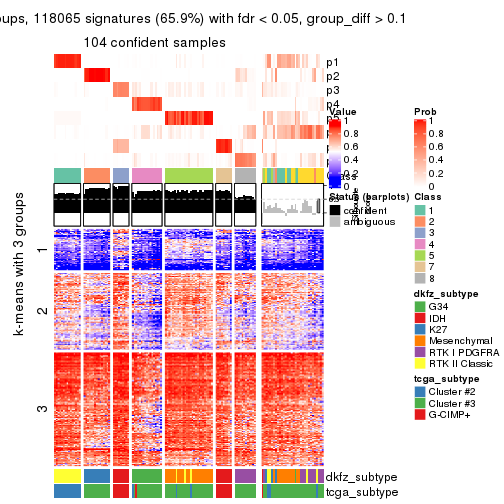 oups, 118065 signatures (65.9%) with fdr < 0.05, group_diff > 0.1
104 confident samples
p1
p2
p3
p4
Value
1
0.8
0.6
0.4
0.2
0
Prob
1
0.8
0.6
0.4
0.2
0
Status (barplots)
confident
ambiguous
Class
1
2
3
4
5
7
8
k-means with 3 groups
1
2
3
dkfz_subtype
G34
IDH
K27
Mesenchymal
RTK I PDGFRA
RTK II Classic
tcga_subtype
Cluster #2
Cluster #3
G-CIMP+
dkfz_subtype
tcga_subtype